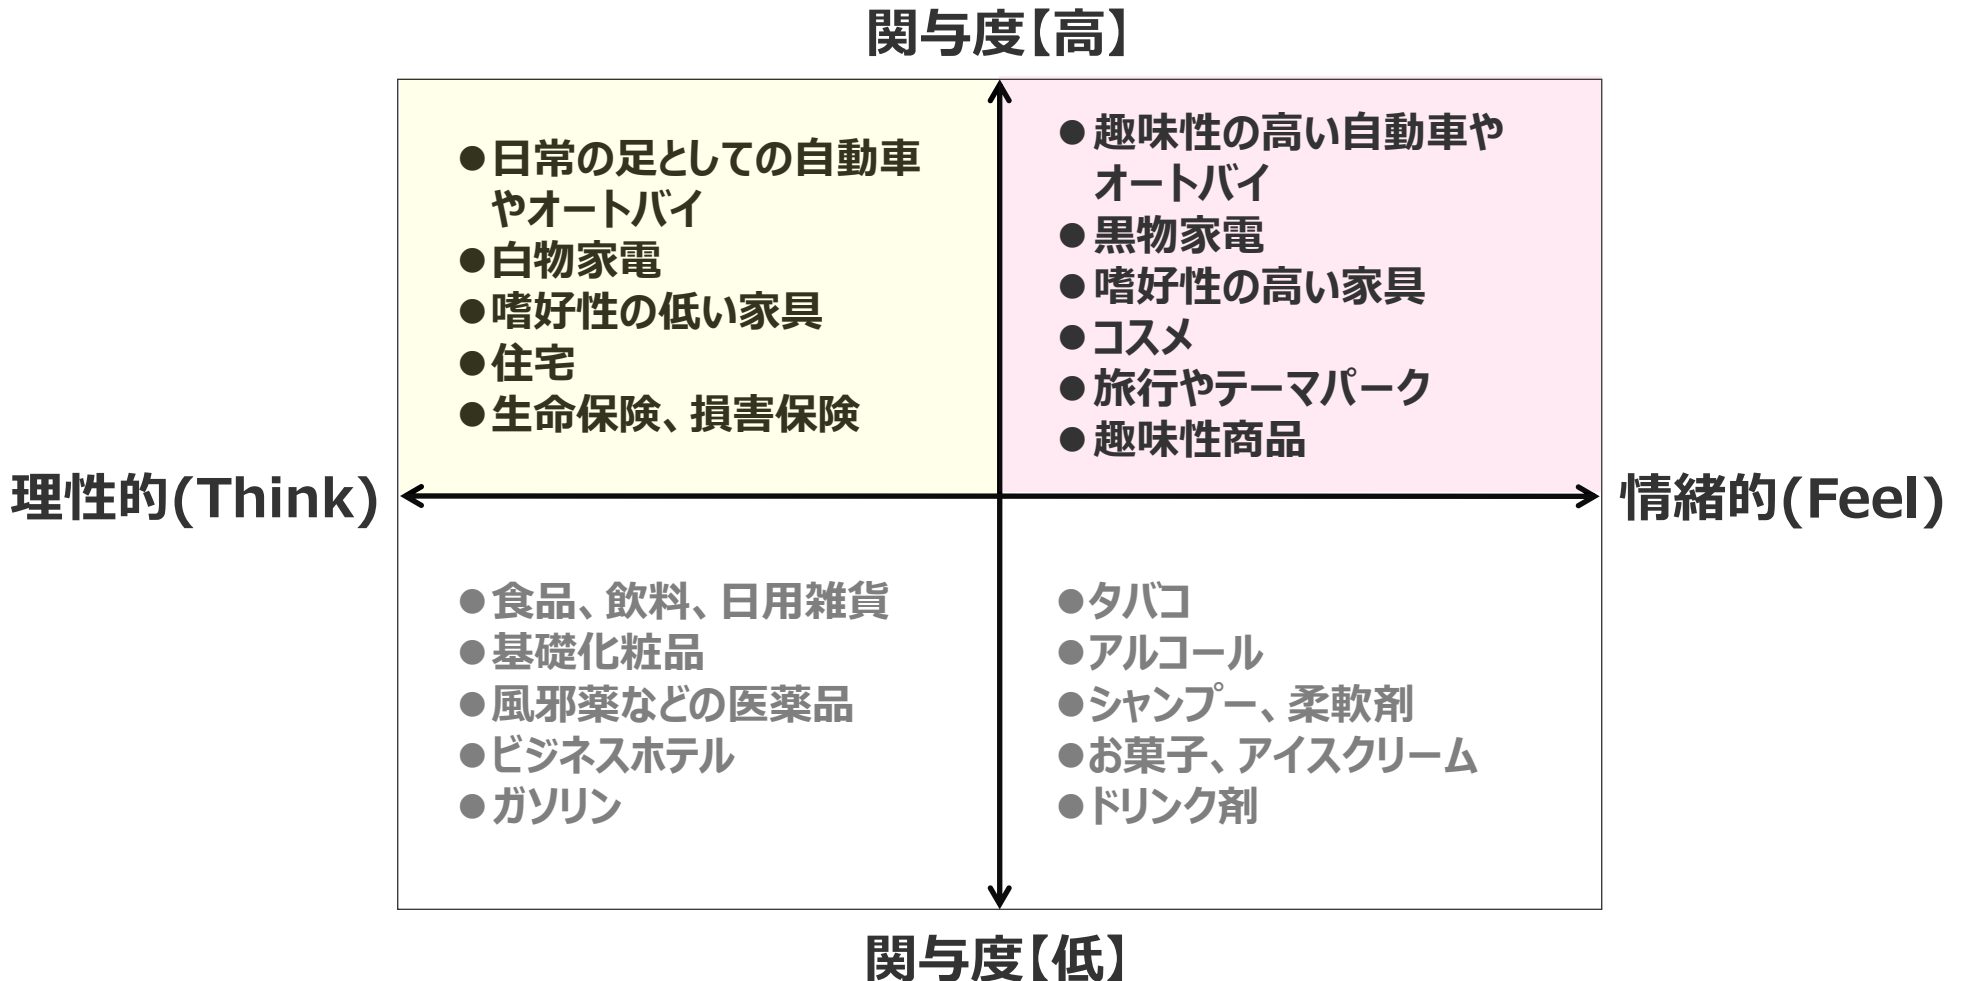 関与度【高】
●日常の足としての自動車
やオートバイ
●白物家電
●嗜好性の低い家具
●住宅
●生命保険、損害保険
●趣味性の高い自動車や
オートバイ
●黒物家電
●嗜好性の高い家具
●コスメ
●旅行やテーマパーク
●趣味性商品
理性的(Think)
情緒的(Feel)
●食品、飲料、日用雑貨
●基礎化粧品
●風邪薬などの医薬品
●ビジネスホテル
●ガソリン
●タバコ
●アルコール
●シャンプー、柔軟剤
●お菓子、アイスクリーム
●ドリンク剤
関与度【低】